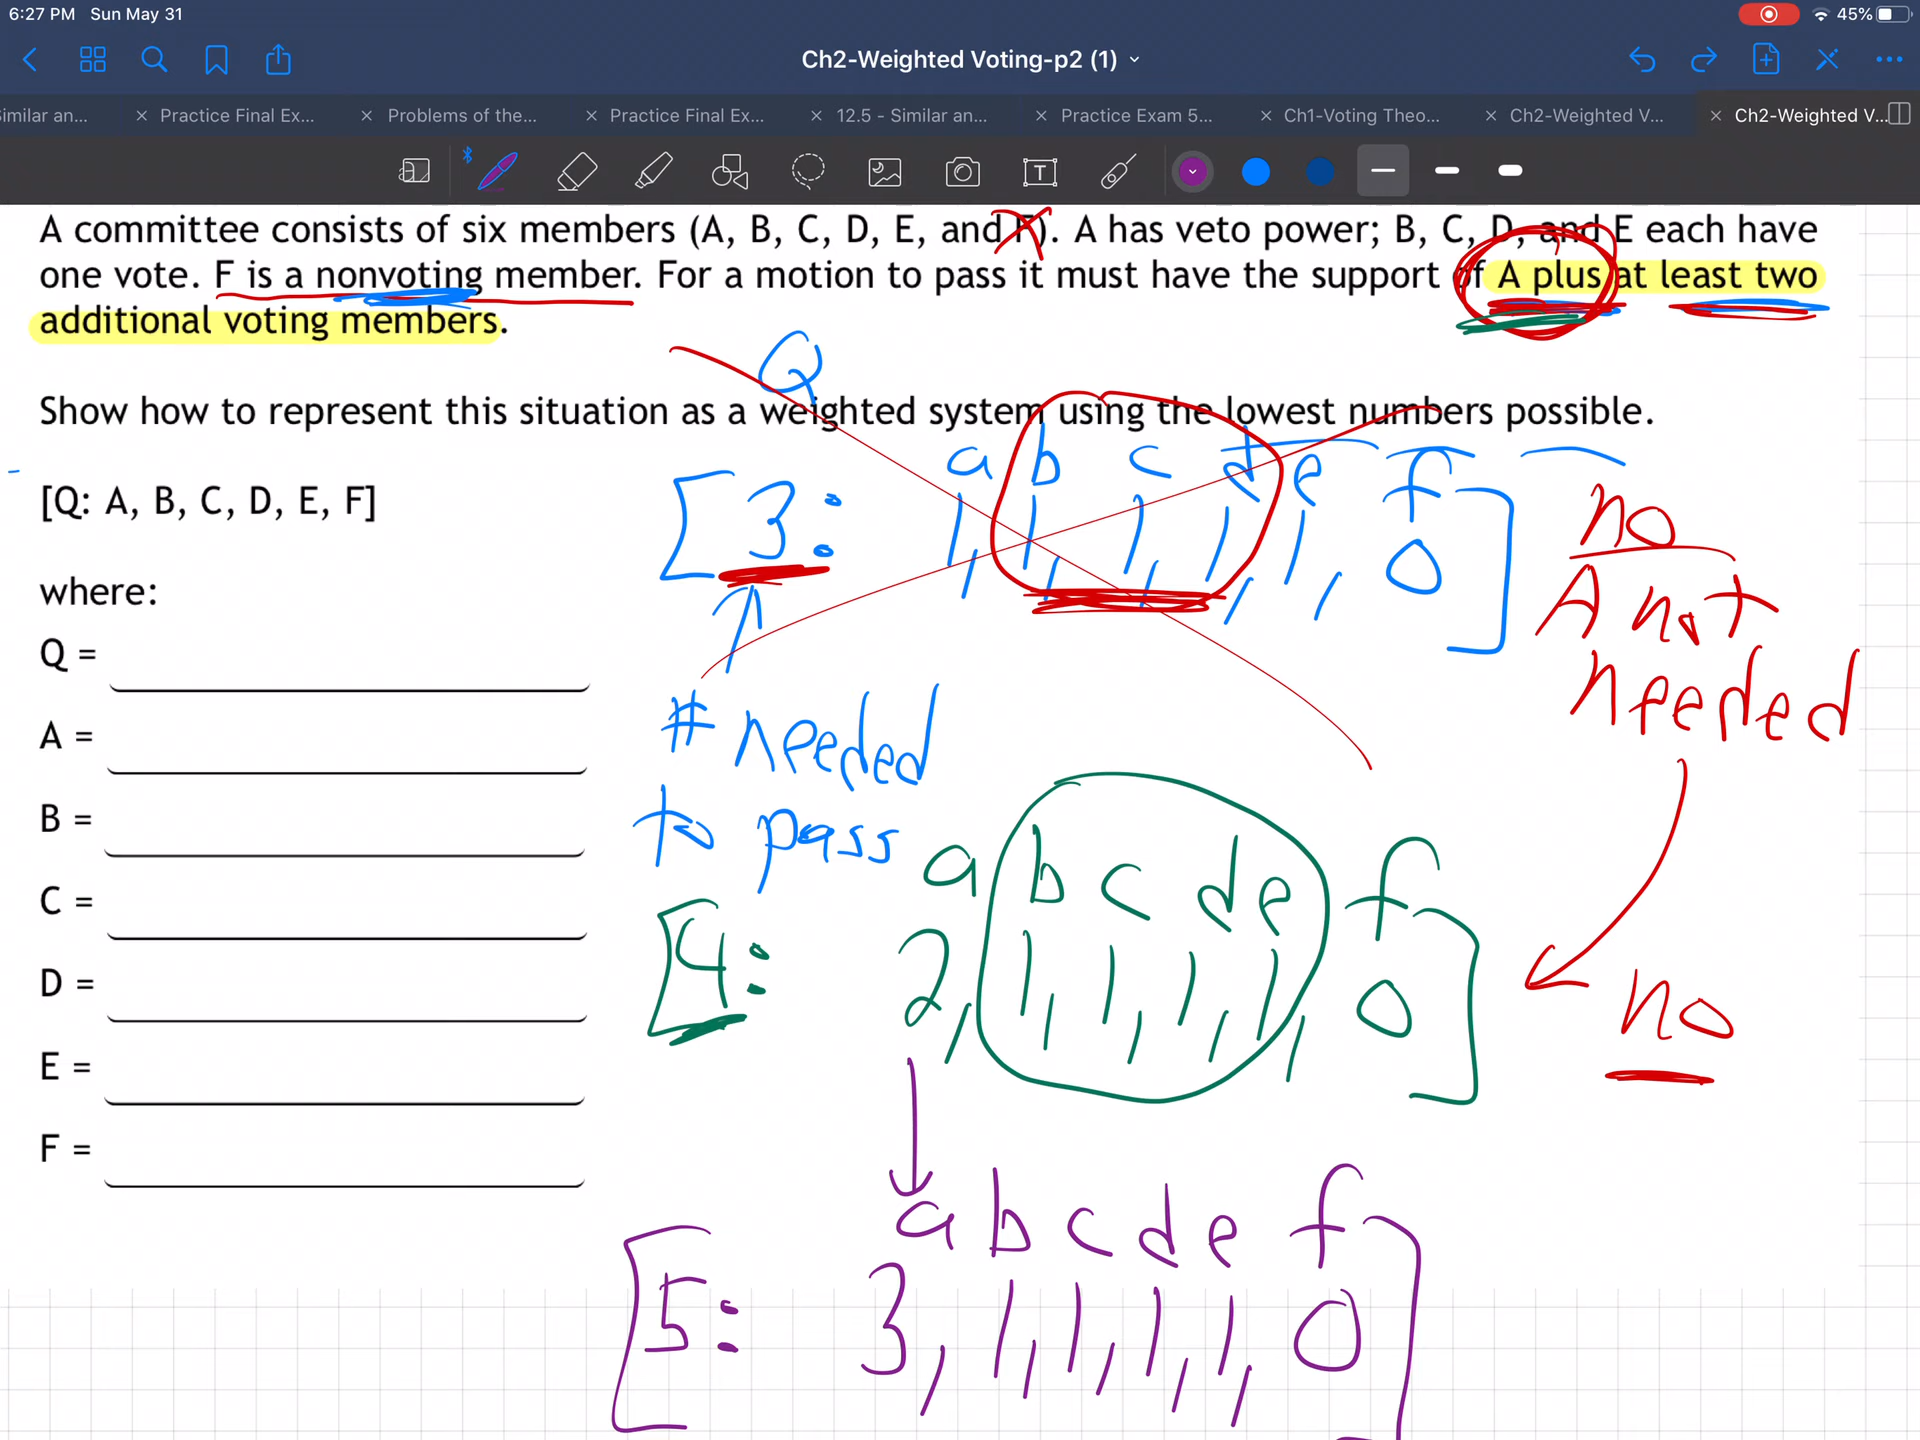 6:27 PM Sun May 31
45%
Ch2-Weighted Voting-p2 (1)
Similar an...
× Practice Final Ex...
× Problems of the...
× Practice Final Ex...
× 12.5 - Similar an...
× Practice Exam 5...
× Ch1-Voting Theo...
× Ch2-Weighted V...
× Ch2-Weighted V...
T
A committee consists of six members (A, B, C, D, E, and F). A has veto power; B, C, D, and E each have
one vote. F is a nonvoting member. For a motion to pass it must have the support of A plus at least two
additional voting members.
Q
Show how to represent this situation as a weighted system using the lowest numbers possible.
a b c d e f
[Q: A, B, C, D, E, F]
[3: 1, 1, 1, 1, 1, 0]
no
A not
needed
where:
Q =
A =
B =
C =
D =
E =
F =
# needed
to pass
a b c d e f
[4: 2, 1, 1, 1, 1, 0]
no
a b c d e f
[5: 3, 1, 1, 1, 1, 0]